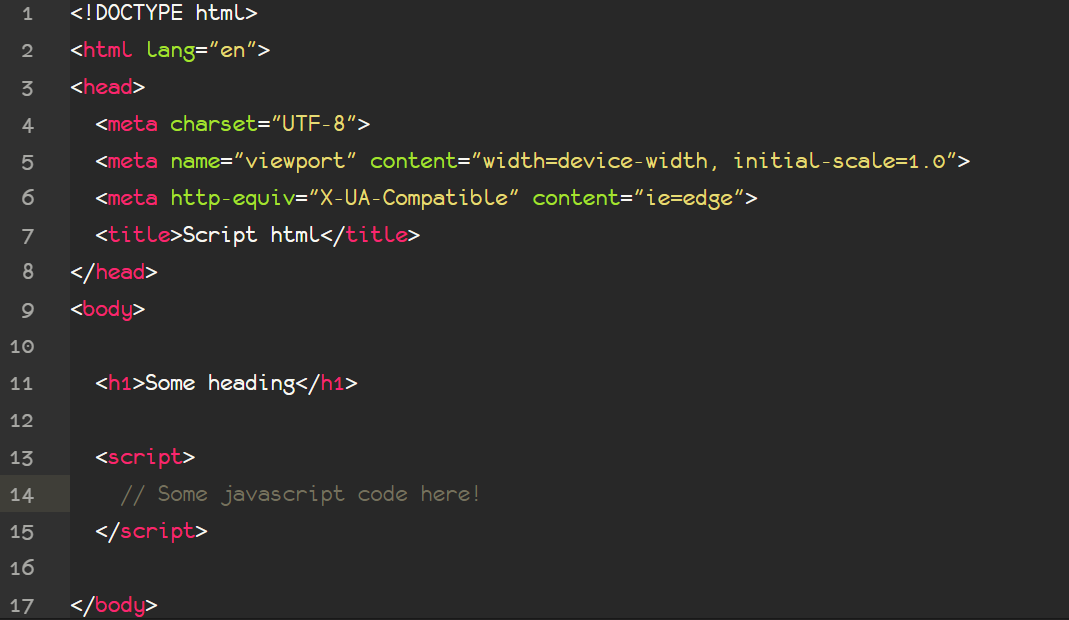 1 <!DOCTYPE html>
2 <html lang="en">
3 <head>
4 <meta charset="UTF-8">
5 <meta name="viewport" content="width=device-width, initial-scale=1.0">
6 <meta http-equiv="X-UA-Compatible" content="ie=edge">
7 <title>Script html</title>
8 </head>
9 <body>
10
11 <h1>Some heading</h1>
12
13 <script>
14 // Some javascript code here!
15 </script>
16
17 </body>